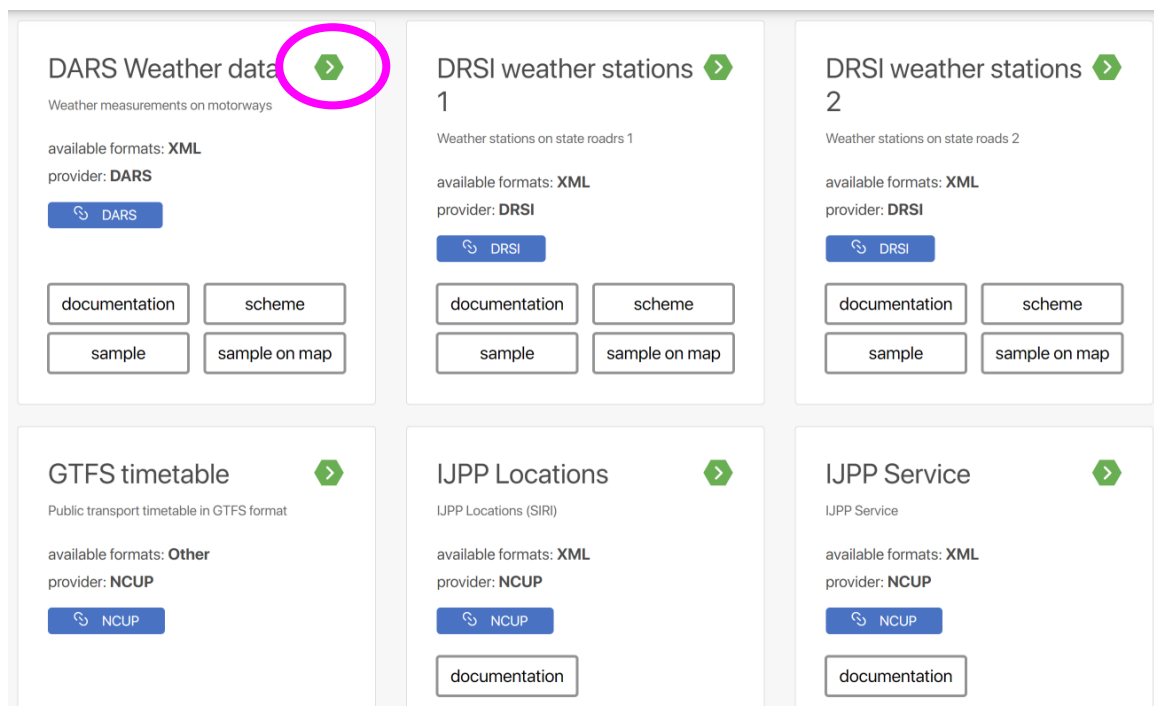 DARS Weather data
Weather measurements on motorways
available formats: XML
provider: DARS
DARS
documentation
scheme
sample
sample on map
DRSI weather stations
1
Weather stations on state roadrs 1
available formats: XML
provider: DRSI
DRSI
documentation
scheme
sample
sample on map
DRSI weather stations
2
Weather stations on state roads 2
available formats: XML
provider: DRSI
DRSI
documentation
scheme
sample
sample on map
GTFS timetable
Public transport timetable in GTFS format
available formats: Other
provider: NCUP
NCUP
IJPP Locations
IJPP Locations (SIRI)
available formats: XML
provider: NCUP
NCUP
documentation
IJPP Service
IJPP Service
available formats: XML
provider: NCUP
NCUP
documentation